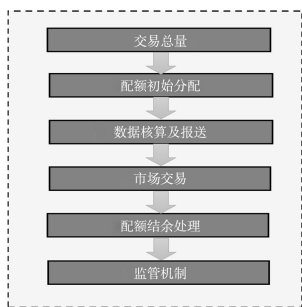 交易总量
配额初始分配
数据核算及报送
市场交易
配额结余处理
监管机制